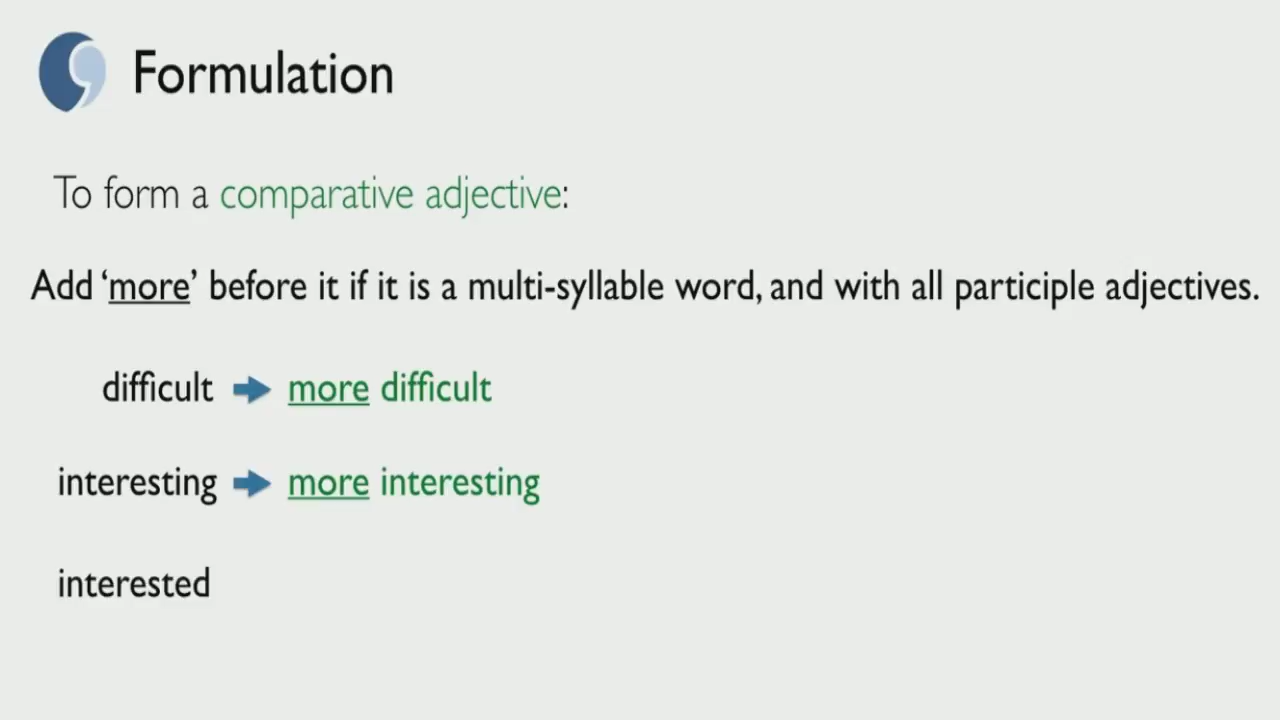 Formulation
To form a comparative adjective:
Add ‘more’ before it if it is a multi-syllable word, and with all participle adjectives.
difficult more difficult
interesting more interesting
interested